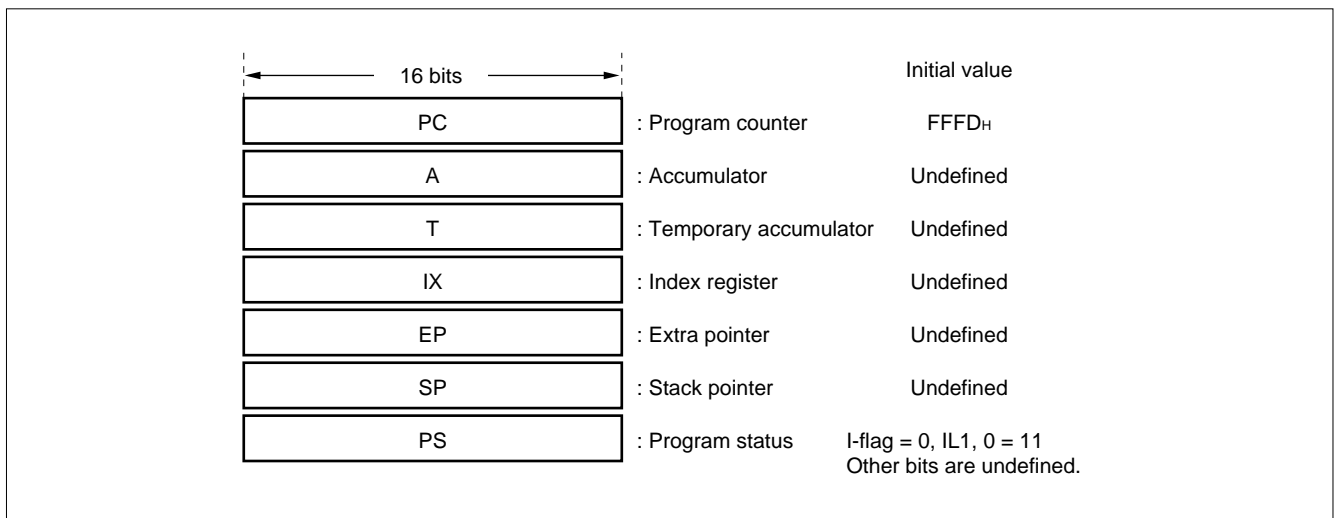 16 bits Initial value
PC : Program counter FFFDH
A : Accumulator Undefined
T : Temporary accumulator Undefined
IX : Index register Undefined
EP : Extra pointer Undefined
SP : Stack pointer Undefined
PS : Program status I-flag = 0, IL1, 0 = 11
Other bits are undefined.